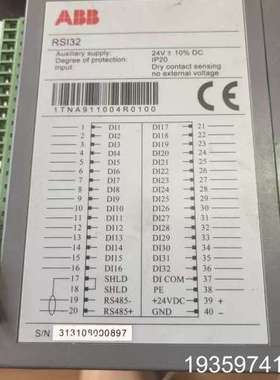 ABB
RSI32
Auxiliary supply: 24V ± 10% DC
Degree of protection: IP20
Input: Dry contact sensing
no external voltage
1TNA911004R0100
CE
1 DI1 DI17 21
2 DI2 DI18 22
3 DI3 DI19 23
4 DI4 DI20 24
5 DI5 DI21 25
6 DI6 DI22 26
7 DI7 DI23 27
8 DI8 DI24 28
9 DI9 DI25 29
10 DI10 DI26 30
11 DI11 DI27 31
12 DI12 DI28 32
13 DI13 DI29 33
14 DI14 DI30 34
15 DI15 DI31 35
16 DI16 DI32 36
17 SHLD DI COM 37
18 SHLD PE 38
19 RS485- +24VDC 39 +
20 RS485+ GND 40 -
S/N: 313108000897
19359741